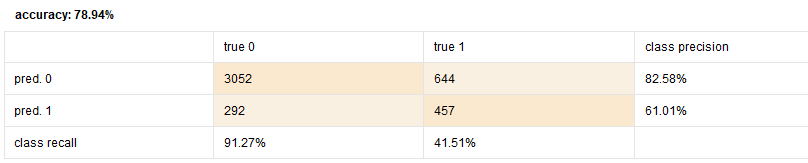 accuracy: 78.94%
true 0 true 1 class precision
pred. 0 3052 644 82.58%
pred. 1 292 457 61.01%
class recall 91.27% 41.51%